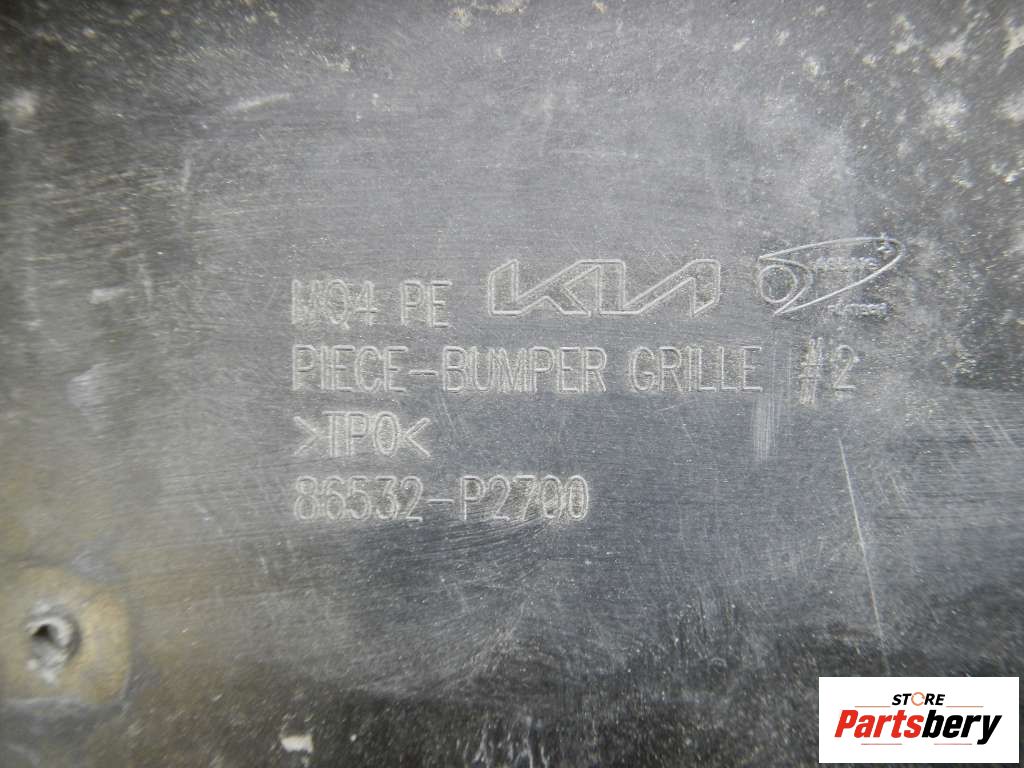 MQ4 PE KIA
PIECE-BUMPER GRILLE #2
>TPO<
86532-P2700
STORE
Partsbery